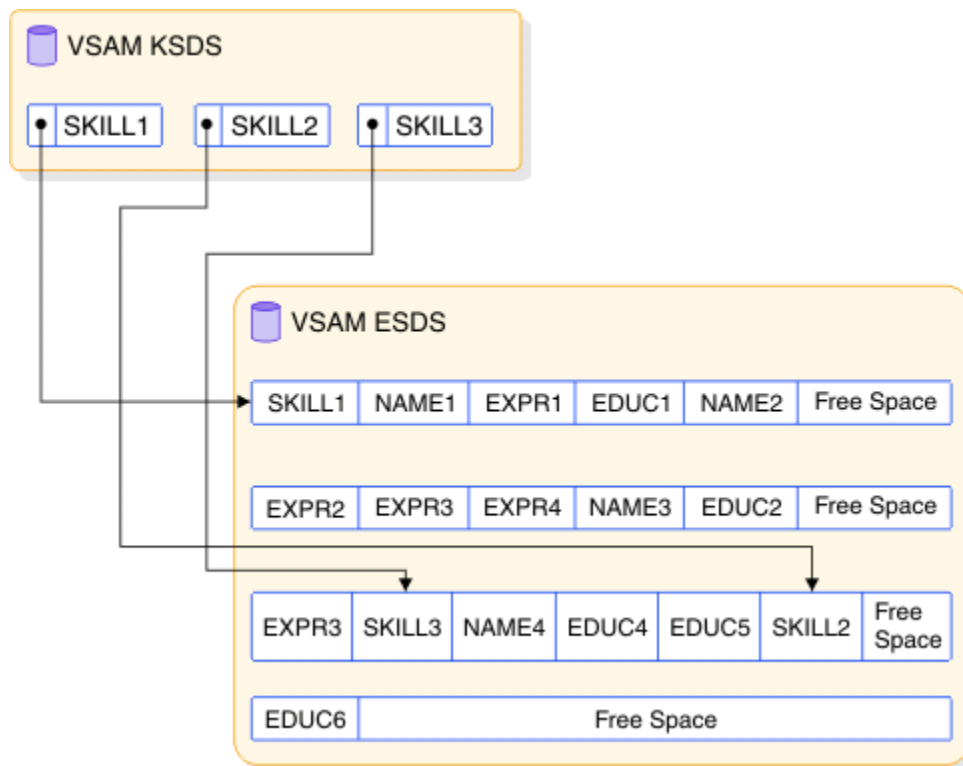 VSAM KSDS
SKILL1 SKILL2 SKILL3
VSAM ESDS
SKILL1 NAME1 EXPR1 EDUC1 NAME2 Free Space
EXPR2 EXPR3 EXPR4 NAME3 EDUC2 Free Space
EXPR3 SKILL3 NAME4 EDUC4 EDUC5 SKILL2 Free
Space
EDUC6 Free Space